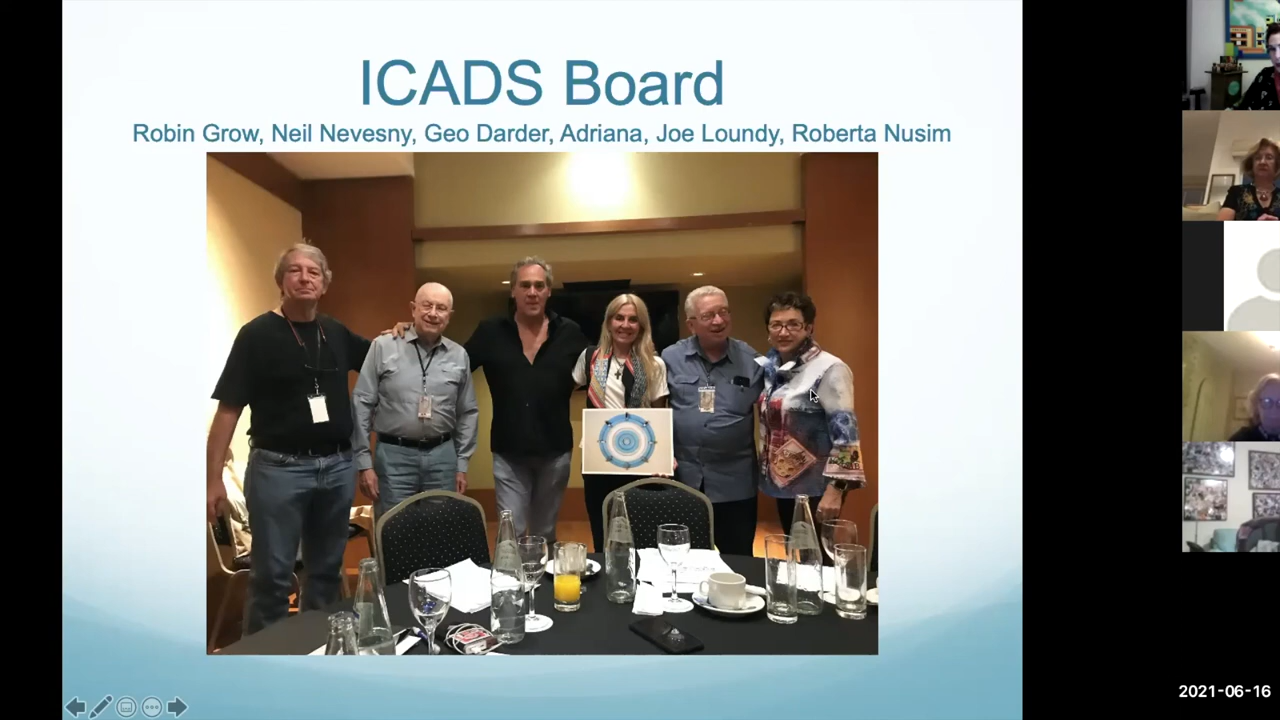 ICADS Board
Robin Grow, Neil Nevesny, Geo Darder, Adriana, Joe Loundy, Roberta Nusim
2021-06-16